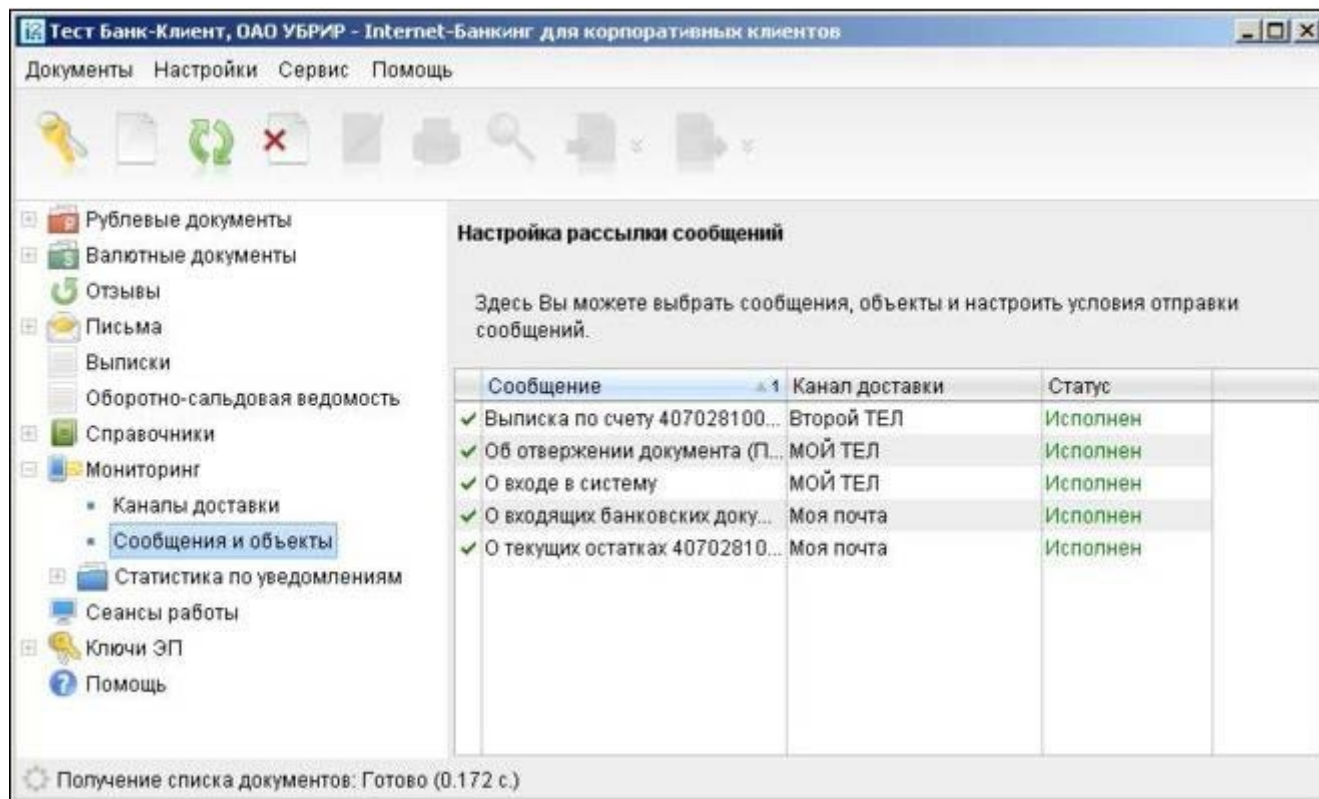 Тест Банк-Клиент, ОАО УБРИР - Internet-Банкинг для корпоративных клиентов
Документы Настройки Сервис Помощь
Рублевые документы
Валютные документы
Отзывы
Письма
Выписки
Оборотно-сальдовая ведомость
Справочники
Мониторинг
Каналы доставки
Сообщения и объекты
Статистика по уведомлениям
Сеансы работы
Ключи ЭП
Помощь
Настройка рассылки сообщений
Здесь Вы можете выбрать сообщения, объекты и настроить условия отправки
сообщений.
Сообщение 1 Канал доставки Статус
Выписка по счету 407028100... Второй ТЕЛ Исполнен
Об отвержении документа (П... МОЙ ТЕЛ Исполнен
О входе в систему МОЙ ТЕЛ Исполнен
О входящих банковских доку... Моя почта Исполнен
О текущих остатках 40702810... Моя почта Исполнен
Получение списка документов: Готово (0.172 с.)